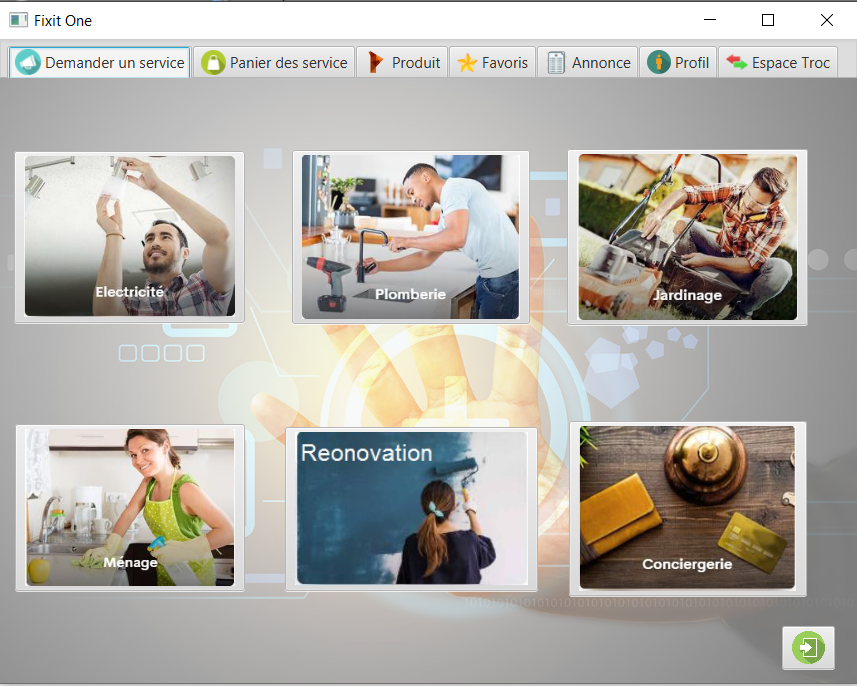 Fixit One
Demander un service
Panier des service
Produit
Favoris
Annonce
Profil
Espace Troc
Electricité
Plomberie
Jardinage
Ménage
Reonovation
Conciergerie